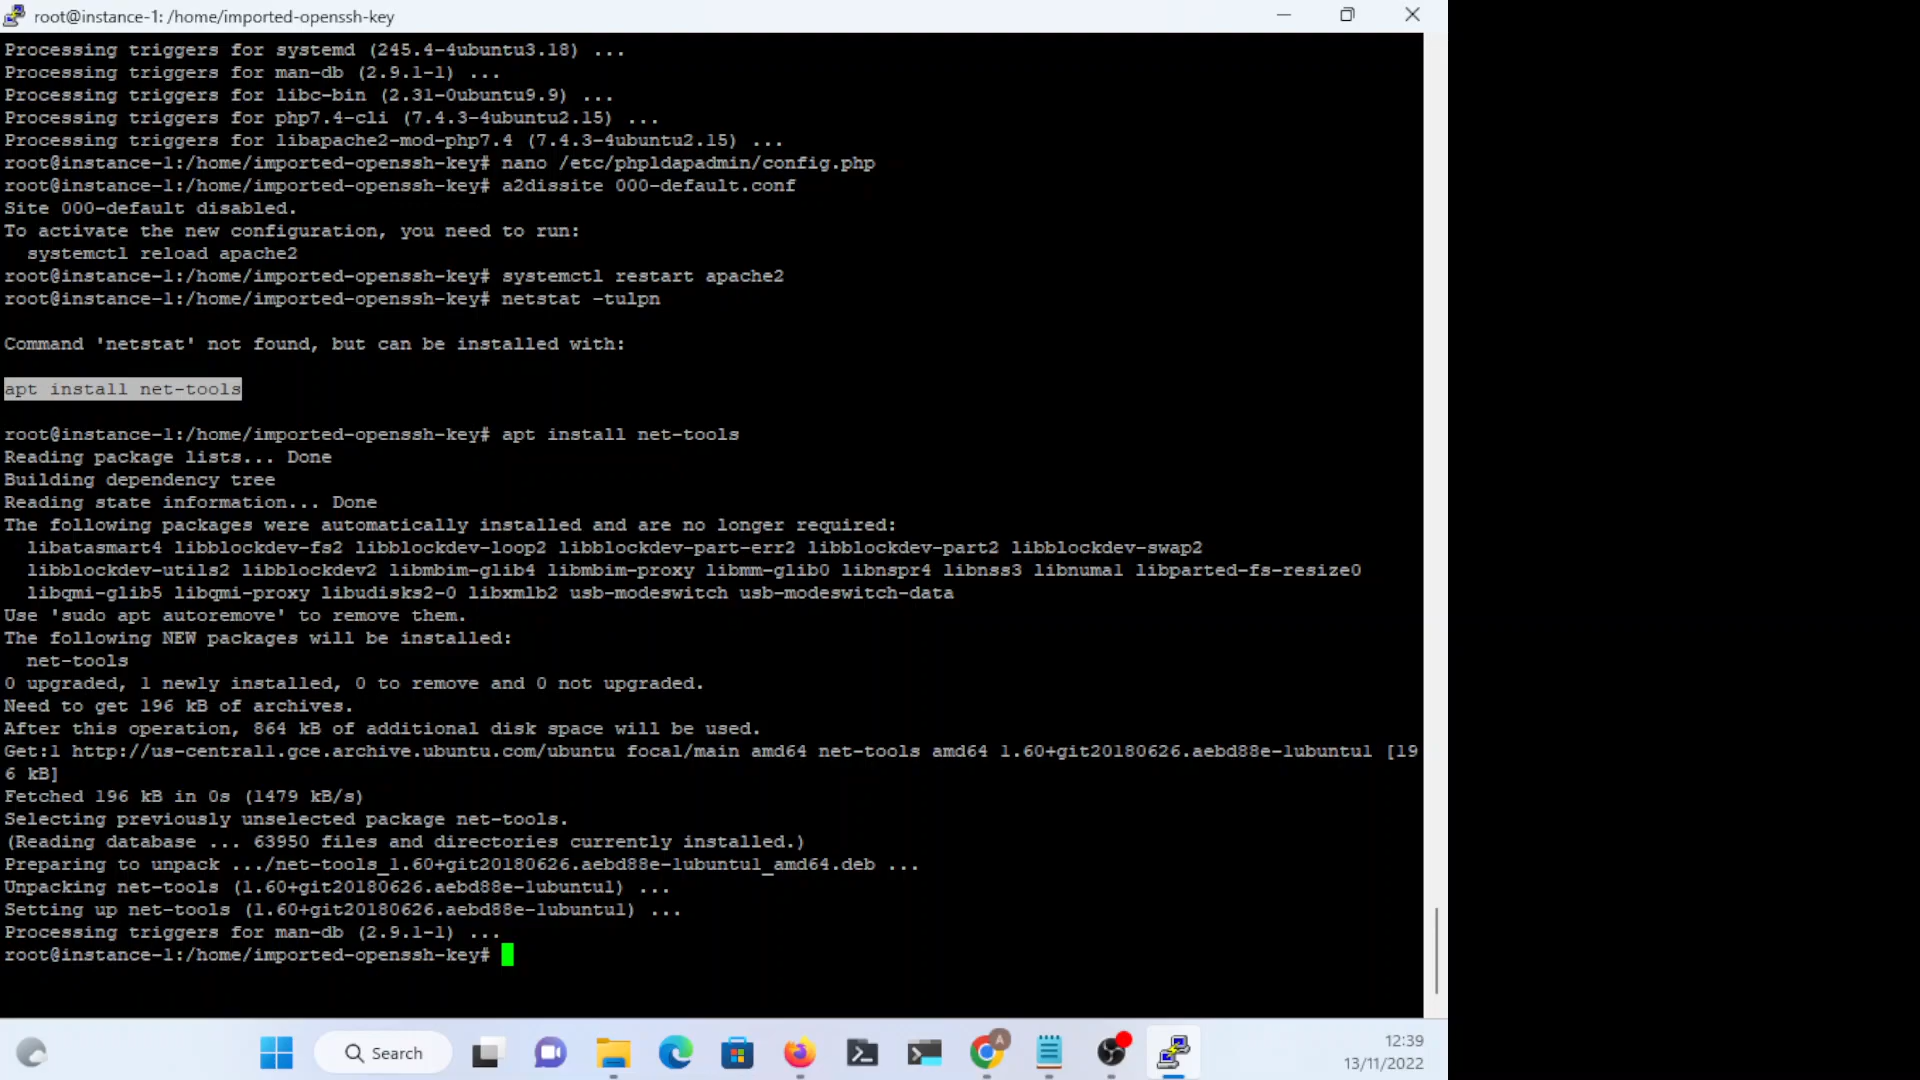 root@instance-1: /home/imported-openssh-key
Processing triggers for systemd (245.4-4ubuntu3.18) ...
Processing triggers for man-db (2.9.1-1) ...
Processing triggers for libc-bin (2.31-0ubuntu9.9) ...
Processing triggers for php7.4-cli (7.4.3-4ubuntu2.15) ...
Processing triggers for libapache2-mod-php7.4 (7.4.3-4ubuntu2.15) ...
root@instance-1:/home/imported-openssh-key# nano /etc/phpldapadmin/config.php
root@instance-1:/home/imported-openssh-key# a2dissite 000-default.conf
Site 000-default disabled.
To activate the new configuration, you need to run:
  systemctl reload apache2
root@instance-1:/home/imported-openssh-key# systemctl restart apache2
root@instance-1:/home/imported-openssh-key# netstat -tulpn
Command 'netstat' not found, but can be installed with:
apt install net-tools
root@instance-1:/home/imported-openssh-key# apt install net-tools
Reading package lists... Done
Building dependency tree
Reading state information... Done
The following packages were automatically installed and are no longer required:
  libatasmart4 libblockdev-fs2 libblockdev-loop2 libblockdev-part-err2 libblockdev-part2 libblockdev-swap2
  libblockdev-utils2 libblockdev2 libmbim-glib4 libmbim-proxy libmm-glib0 libnspr4 libnss3 libnuma1 libparted-fs-resize0
  libqmi-glib5 libqmi-proxy libudisks2-0 libxmlb2 usb-modeswitch usb-modeswitch-data
Use 'sudo apt autoremove' to remove them.
The following NEW packages will be installed:
  net-tools
0 upgraded, 1 newly installed, 0 to remove and 0 not upgraded.
Need to get 196 kB of archives.
After this operation, 864 kB of additional disk space will be used.
Get:1 http://us-central1.gce.archive.ubuntu.com/ubuntu focal/main amd64 net-tools amd64 1.60+git20180626.aebd88e-1ubuntu1 [19
6 kB]
Fetched 196 kB in 0s (1479 kB/s)
Selecting previously unselected package net-tools.
(Reading database ... 63950 files and directories currently installed.)
Preparing to unpack .../net-tools_1.60+git20180626.aebd88e-1ubuntu1_amd64.deb ...
Unpacking net-tools (1.60+git20180626.aebd88e-1ubuntu1) ...
Setting up net-tools (1.60+git20180626.aebd88e-1ubuntu1) ...
Processing triggers for man-db (2.9.1-1) ...
root@instance-1:/home/imported-openssh-key#
Search
A
12:39
13/11/2022